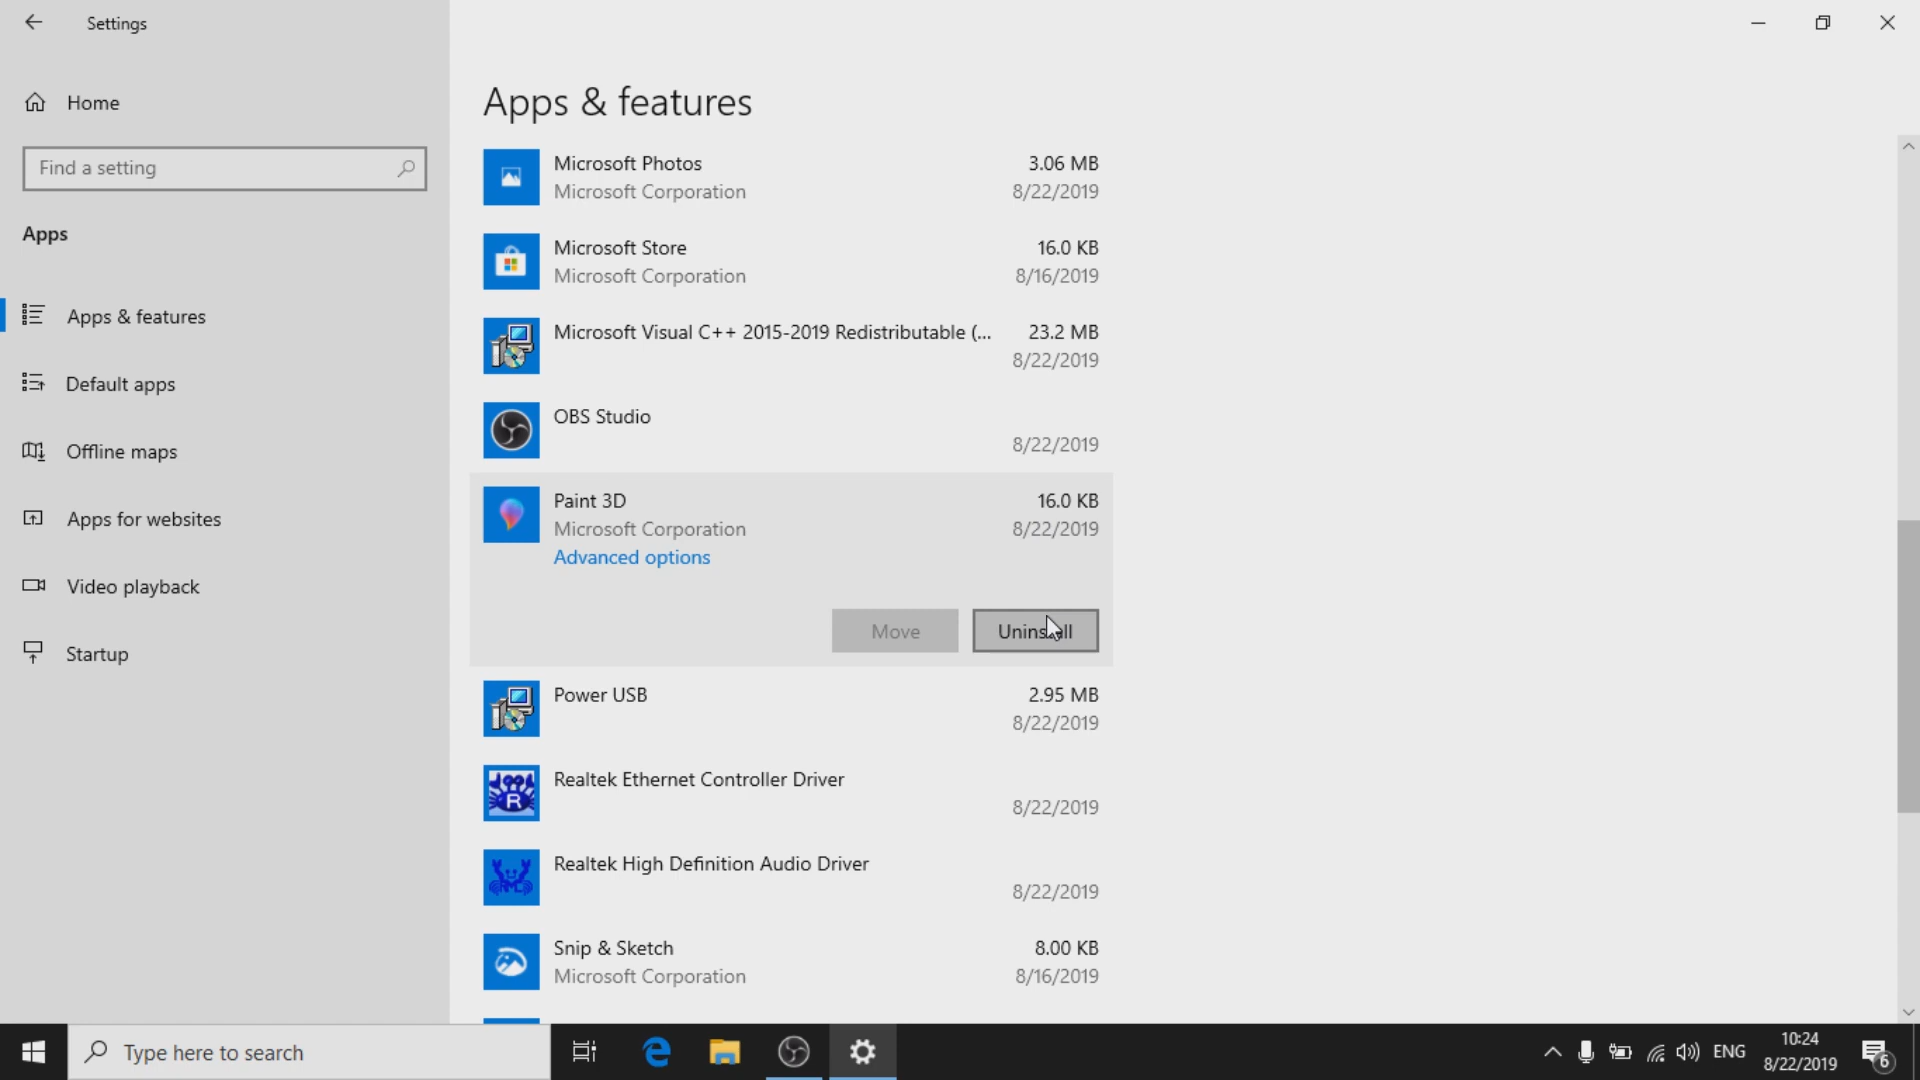 Settings
Home
Find a setting
Apps
Apps & features
Default apps
Offline maps
Apps for websites
Video playback
Startup
Apps & features
Microsoft Photos 3.06 MB
Microsoft Corporation 8/22/2019
Microsoft Store 16.0 KB
Microsoft Corporation 8/16/2019
Microsoft Visual C++ 2015-2019 Redistributable (... 23.2 MB
8/22/2019
OBS Studio
8/22/2019
Paint 3D 16.0 KB
Microsoft Corporation 8/22/2019
Advanced options
Move Uninstall
Power USB 2.95 MB
8/22/2019
Realtek Ethernet Controller Driver
8/22/2019
Realtek High Definition Audio Driver
8/22/2019
Snip & Sketch 8.00 KB
Microsoft Corporation 8/16/2019
Type here to search
ENG
10:24
8/22/2019
6